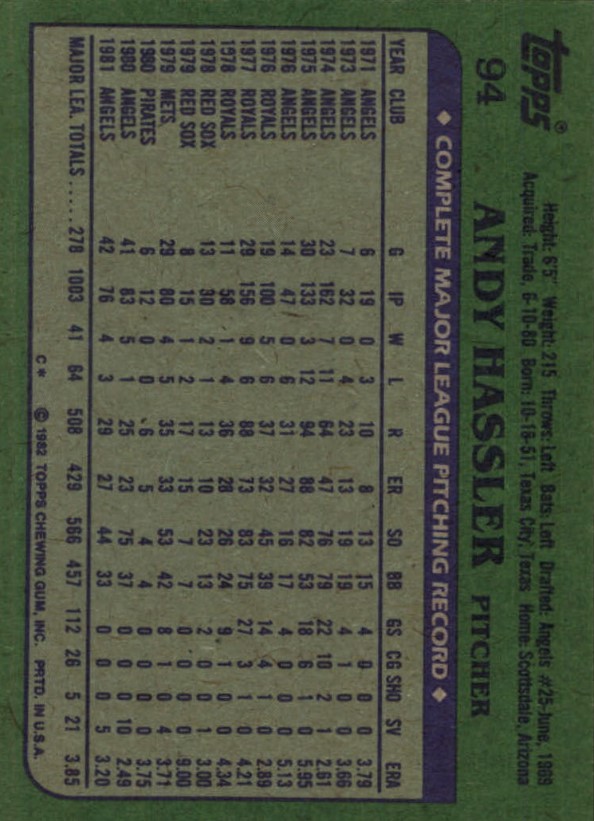 topps®
Height: 6'5" Weight: 215 Throws: Left Bats: Left Drafted: Angels #25-June, 1969
Acquired: Trade, 6-10-80 Born: 10-18-51, Texas City, Texas Home: Scottsdale, Arizona
94 ANDY HASSLER PITCHER
◆ COMPLETE MAJOR LEAGUE PITCHING RECORD ◆
YEAR CLUB G IP W L R ER SO BB GS CG SHO SV ERA
1971 ANGELS 6 19 0 3 10 8 13 15 4 0 0 0 3.79
1973 ANGELS 7 32 0 4 23 13 19 19 4 1 0 0 3.66
1974 ANGELS 23 162 7 11 64 47 76 79 22 10 2 1 2.61
1975 ANGELS 30 133 3 12 94 88 82 53 18 6 1 0 5.95
1976 ANGELS 14 47 0 6 31 27 16 17 4 0 0 0 5.13
1976 ROYALS 19 100 5 6 37 32 45 39 14 4 1 0 2.89
1977 ROYALS 29 156 9 6 88 73 83 75 27 3 1 0 4.21
1978 ROYALS 11 58 1 4 36 28 26 24 9 1 0 0 4.34
1978 RED SOX 13 30 2 1 13 10 23 13 2 0 0 1 3.00
1979 RED SOX 8 15 1 2 17 15 7 7 0 0 0 0 9.00
1979 METS 29 80 4 5 35 33 53 42 8 1 0 4 3.71
1980 PIRATES 6 12 0 0 6 5 4 4 0 0 0 0 3.75
1980 ANGELS 41 83 5 1 25 23 75 37 0 0 0 10 2.49
1981 ANGELS 42 76 4 3 29 27 44 33 0 0 0 5 3.20
MAJOR LEA. TOTALS ..... 278 1003 41 64 508 429 566 457 112 26 5 21 3.85
C* © 1982 TOPPS CHEWING GUM, INC. PRTD. IN U.S.A.